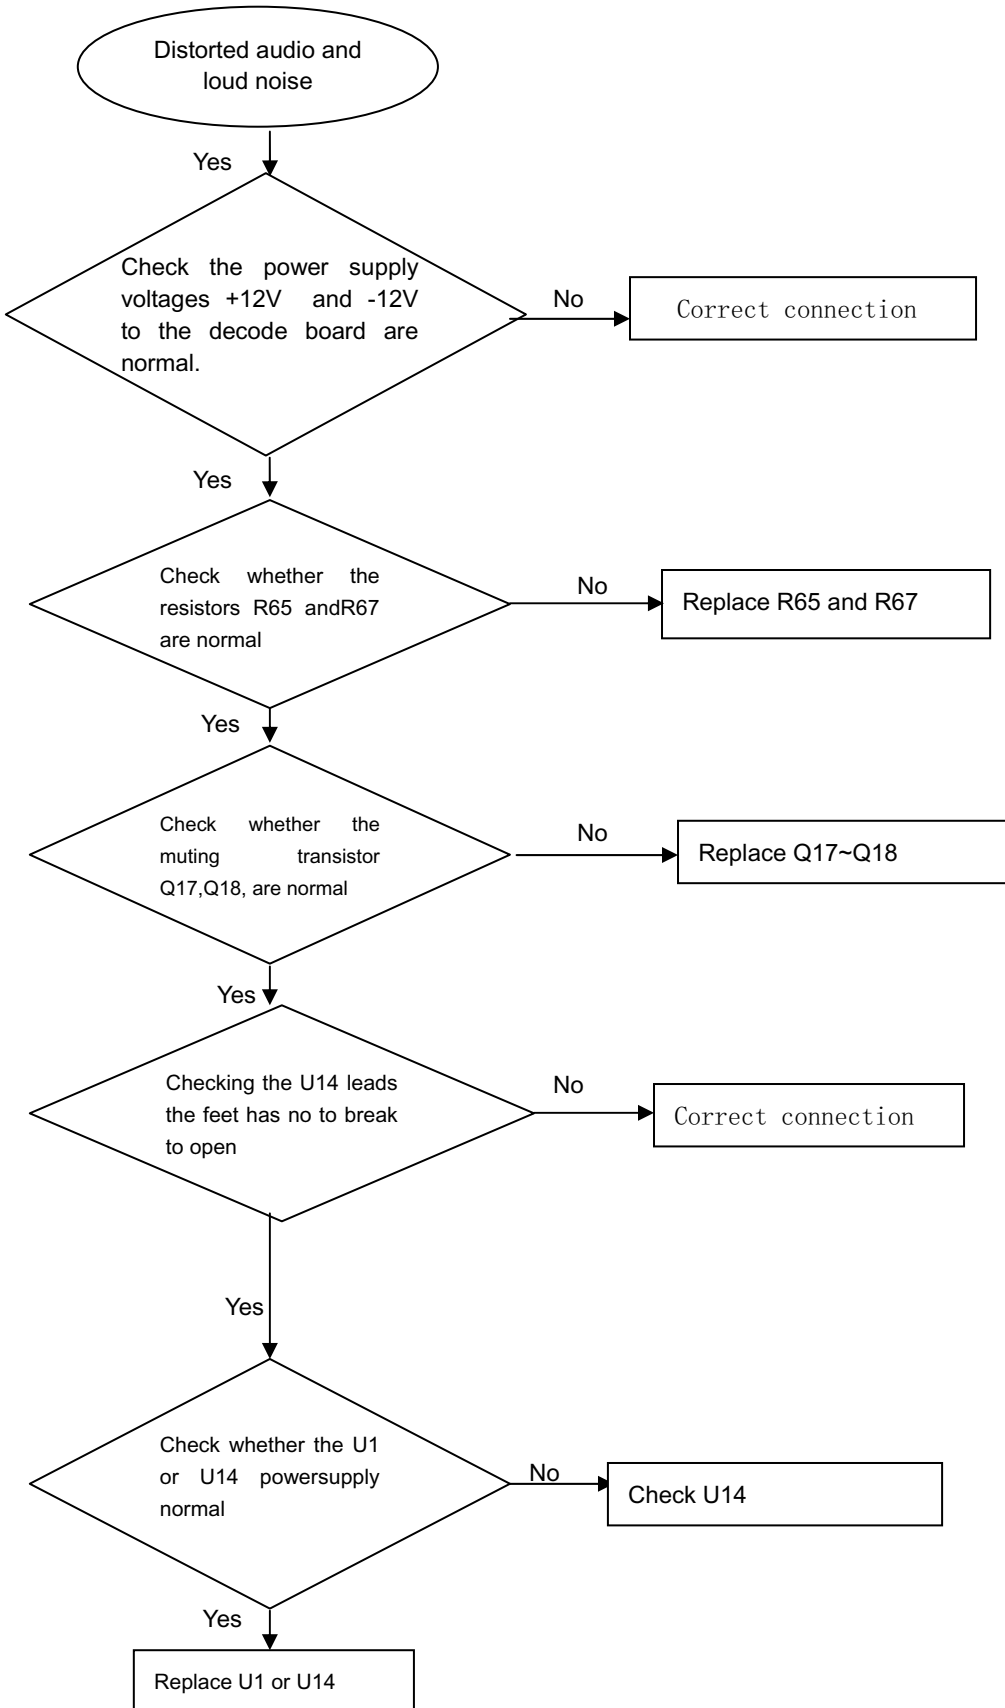 Distorted audio and
loud noise
Yes
Check the power supply
voltages +12V and -12V
to the decode board are
normal.
No
Correct connection
Yes
Check whether the
resistors R65 andR67
are normal
No
Replace R65 and R67
Yes
Check whether the
muting transistor
Q17,Q18, are normal
No
Replace Q17~Q18
Yes
Checking the U14 leads
the feet has no to break
to open
No
Correct connection
Yes
Check whether the U1
or U14 powersupply
normal
No
Check U14
Yes
Replace U1 or U14